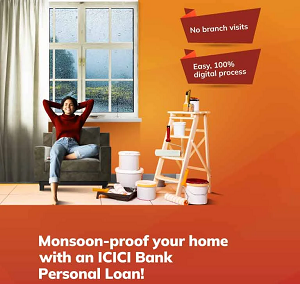 No branch visits
Easy, 100%
digital process
Monsoon-proof your home
with an ICICI Bank
Personal Loan!